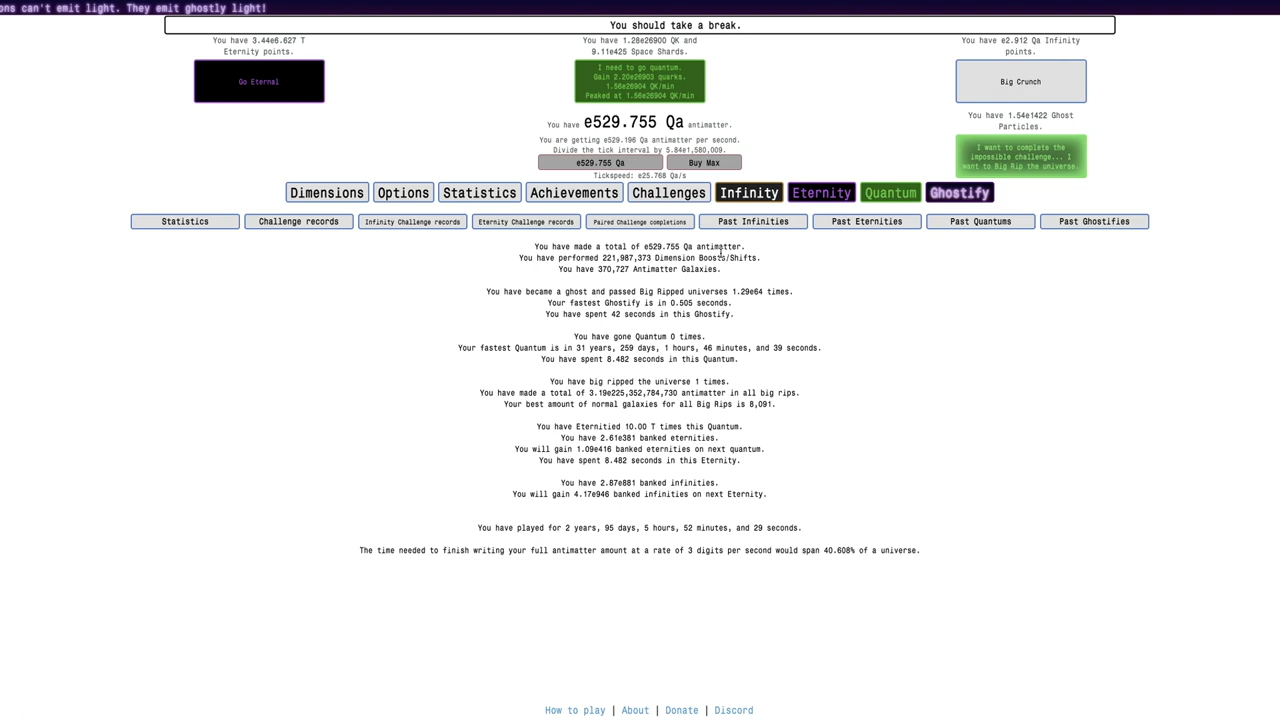 ons can't emit light. They emit ghostly light!
You should take a break.
You have 3.44e6.627 T
Eternity points.
Go Eternal
You have 1.28e26900 QK and
9.11e425 Space Shards.
I need to go quantum.
Gain 2.20e26903 quarks.
1.56e26904 QK/min
Peaked at 1.56e26904 QK/min
You have e2.912 Qa Infinity
points.
Big Crunch
You have 1.54e1422 Ghost
Particles.
I want to complete the
impossible challenge... I
want to Big Rip the universe.
You have e529.755 Qa antimatter.
You are getting e529.196 Qa antimatter per second.
Divide the tick interval by 5.84e1,580,009.
e529.755 Qa
Buy Max
Tickspeed: e25.768 Qa/s
Dimensions
Options
Statistics
Achievements
Challenges
Infinity
Eternity
Quantum
Ghostify
Statistics
Challenge records
Infinity Challenge records
Eternity Challenge records
Paired Challenge completions
Past Infinities
Past Eternities
Past Quantums
Past Ghostifies
You have made a total of e529.755 Qa antimatter.
You have performed 221,987,373 Dimension Boosts/Shifts.
You have 370,727 Antimatter Galaxies.
You have became a ghost and passed Big Ripped universes 1.29e64 times.
Your fastest Ghostify is in 0.505 seconds.
You have spent 42 seconds in this Ghostify.
You have gone Quantum 0 times.
Your fastest Quantum is in 31 years, 259 days, 1 hours, 46 minutes, and 39 seconds.
You have spent 8.482 seconds in this Quantum.
You have big ripped the universe 1 times.
You have made a total of 3.19e225,352,784,730 antimatter in all big rips.
Your best amount of normal galaxies for all Big Rips is 8,091.
You have Eternitied 10.00 T times this Quantum.
You have 2.61e381 banked eternities.
You will gain 1.09e416 banked eternities on next quantum.
You have spent 8.482 seconds in this Eternity.
You have 2.87e881 banked infinities.
You will gain 4.17e946 banked infinities on next Eternity.
You have played for 2 years, 95 days, 5 hours, 52 minutes, and 29 seconds.
The time needed to finish writing your full antimatter amount at a rate of 3 digits per second would span 40.608% of a universe.
How to play | About | Donate | Discord